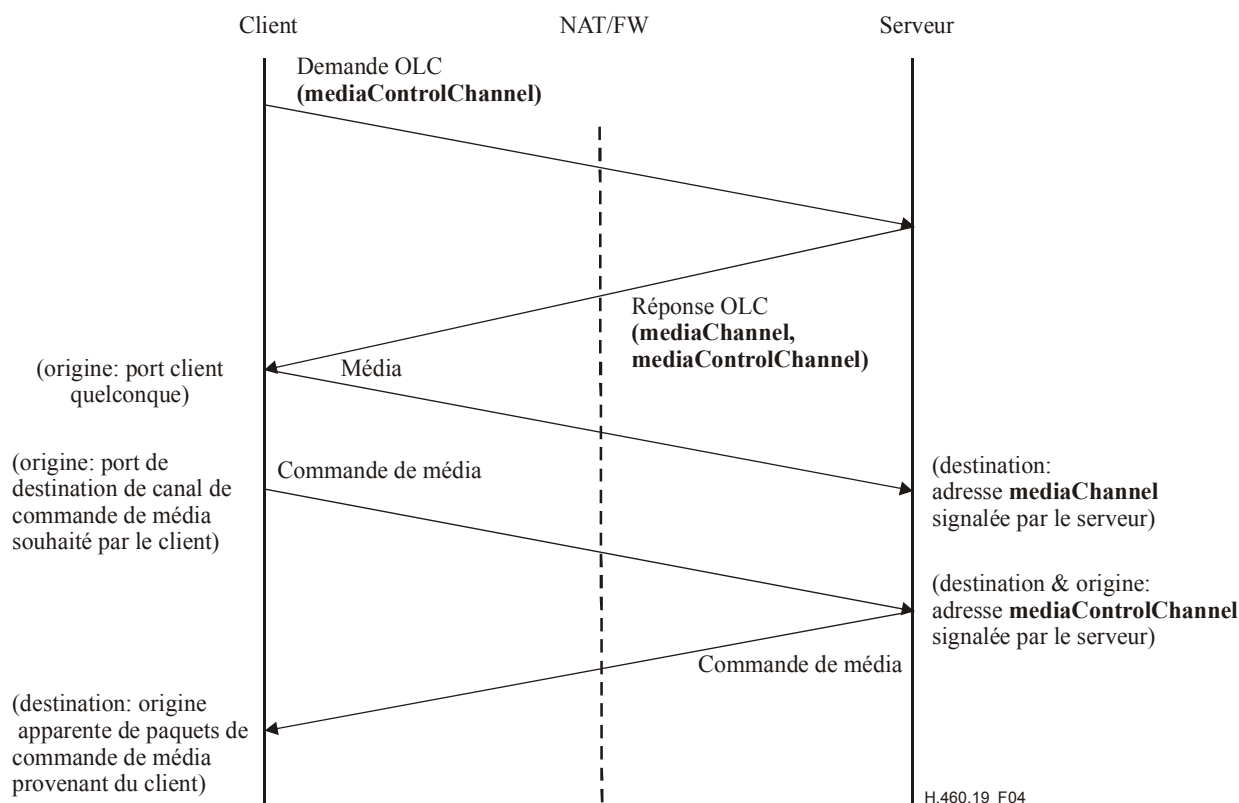 Client
NAT/FW
Serveur
Demande OLC
(mediaControlChannel)
Réponse OLC
(mediaChannel,
mediaControlChannel)
(origine: port client
quelconque)
Média
(origine: port de
destination de canal de
commande de média
souhaité par le client)
Commande de média
(destination:
adresse mediaChannel
signalée par le serveur)
(destination & origine:
adresse mediaControlChannel
signalée par le serveur)
Commande de média
(destination: origine
apparente de paquets de
commande de média
provenant du client)
H.460.19_F04